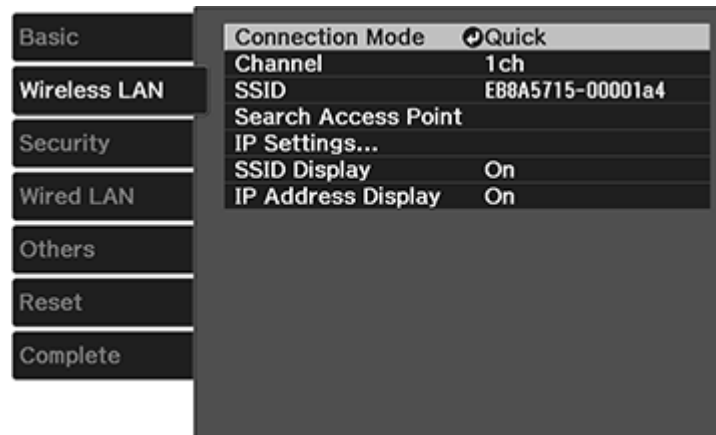 Basic
Wireless LAN
Security
Wired LAN
Others
Reset
Complete
Connection Mode Quick
Channel 1ch
SSID EB8A5715-00001a4
Search Access Point
IP Settings...
SSID Display On
IP Address Display On